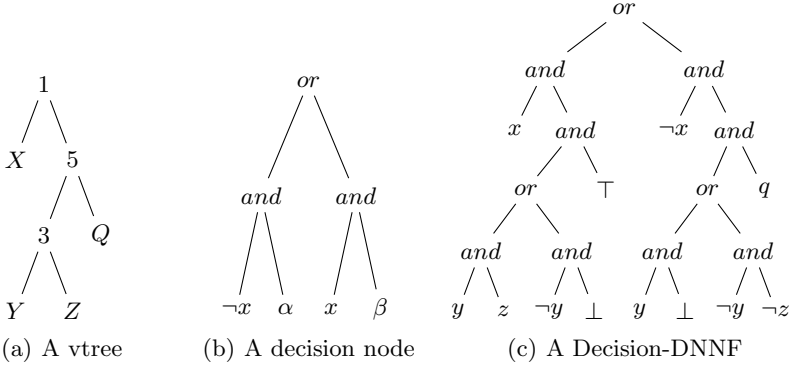 or
and and
1 or
x and ¬x and
X 5
or ⊤ or q
and and
3 Q
and and and and
Y Z ¬x α x β y z ¬y ⊥ y ⊥ ¬y ¬z
(a) A vtree (b) A decision node (c) A Decision-DNNF